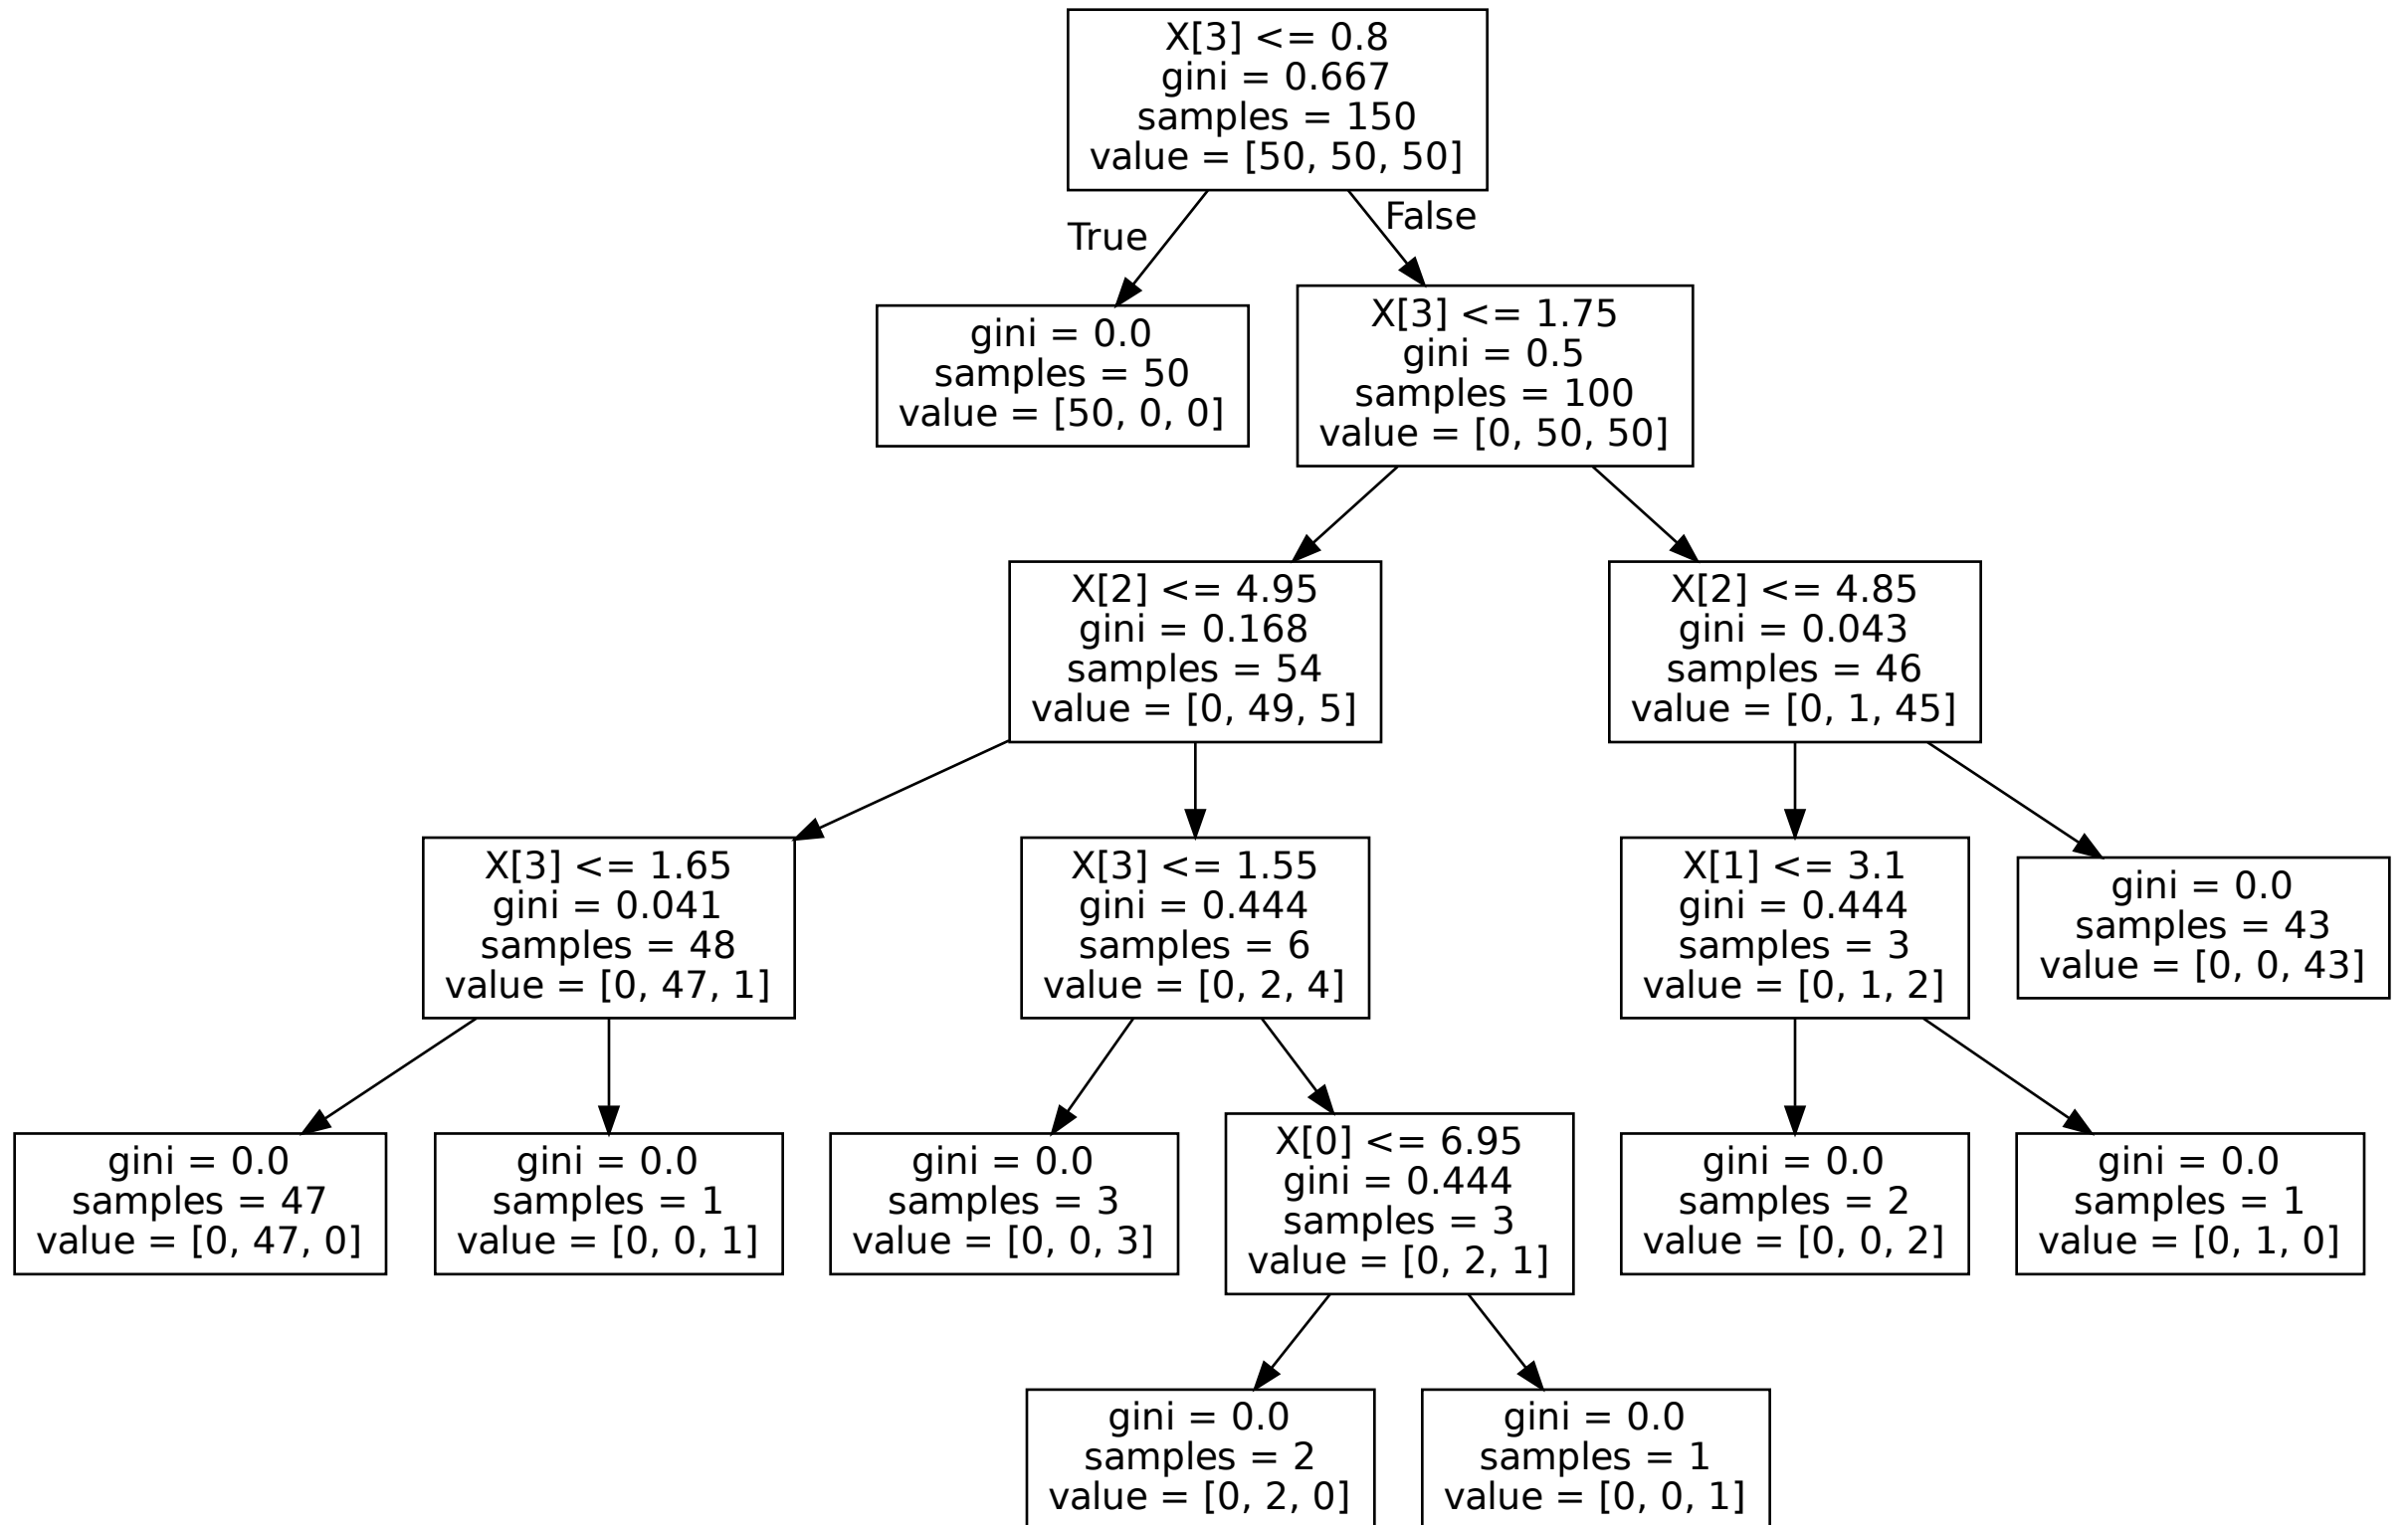 X[3] <= 0.8
gini = 0.667
samples = 150
value = [50, 50, 50]
True
False
gini = 0.0
samples = 50
value = [50, 0, 0]
X[3] <= 1.75
gini = 0.5
samples = 100
value = [0, 50, 50]
X[2] <= 4.95
gini = 0.168
samples = 54
value = [0, 49, 5]
X[2] <= 4.85
gini = 0.043
samples = 46
value = [0, 1, 45]
X[3] <= 1.65
gini = 0.041
samples = 48
value = [0, 47, 1]
X[3] <= 1.55
gini = 0.444
samples = 6
value = [0, 2, 4]
X[1] <= 3.1
gini = 0.444
samples = 3
value = [0, 1, 2]
gini = 0.0
samples = 43
value = [0, 0, 43]
gini = 0.0
samples = 47
value = [0, 47, 0]
gini = 0.0
samples = 1
value = [0, 0, 1]
gini = 0.0
samples = 3
value = [0, 0, 3]
X[0] <= 6.95
gini = 0.444
samples = 3
value = [0, 2, 1]
gini = 0.0
samples = 2
value = [0, 0, 2]
gini = 0.0
samples = 1
value = [0, 1, 0]
gini = 0.0
samples = 2
value = [0, 2, 0]
gini = 0.0
samples = 1
value = [0, 0, 1]